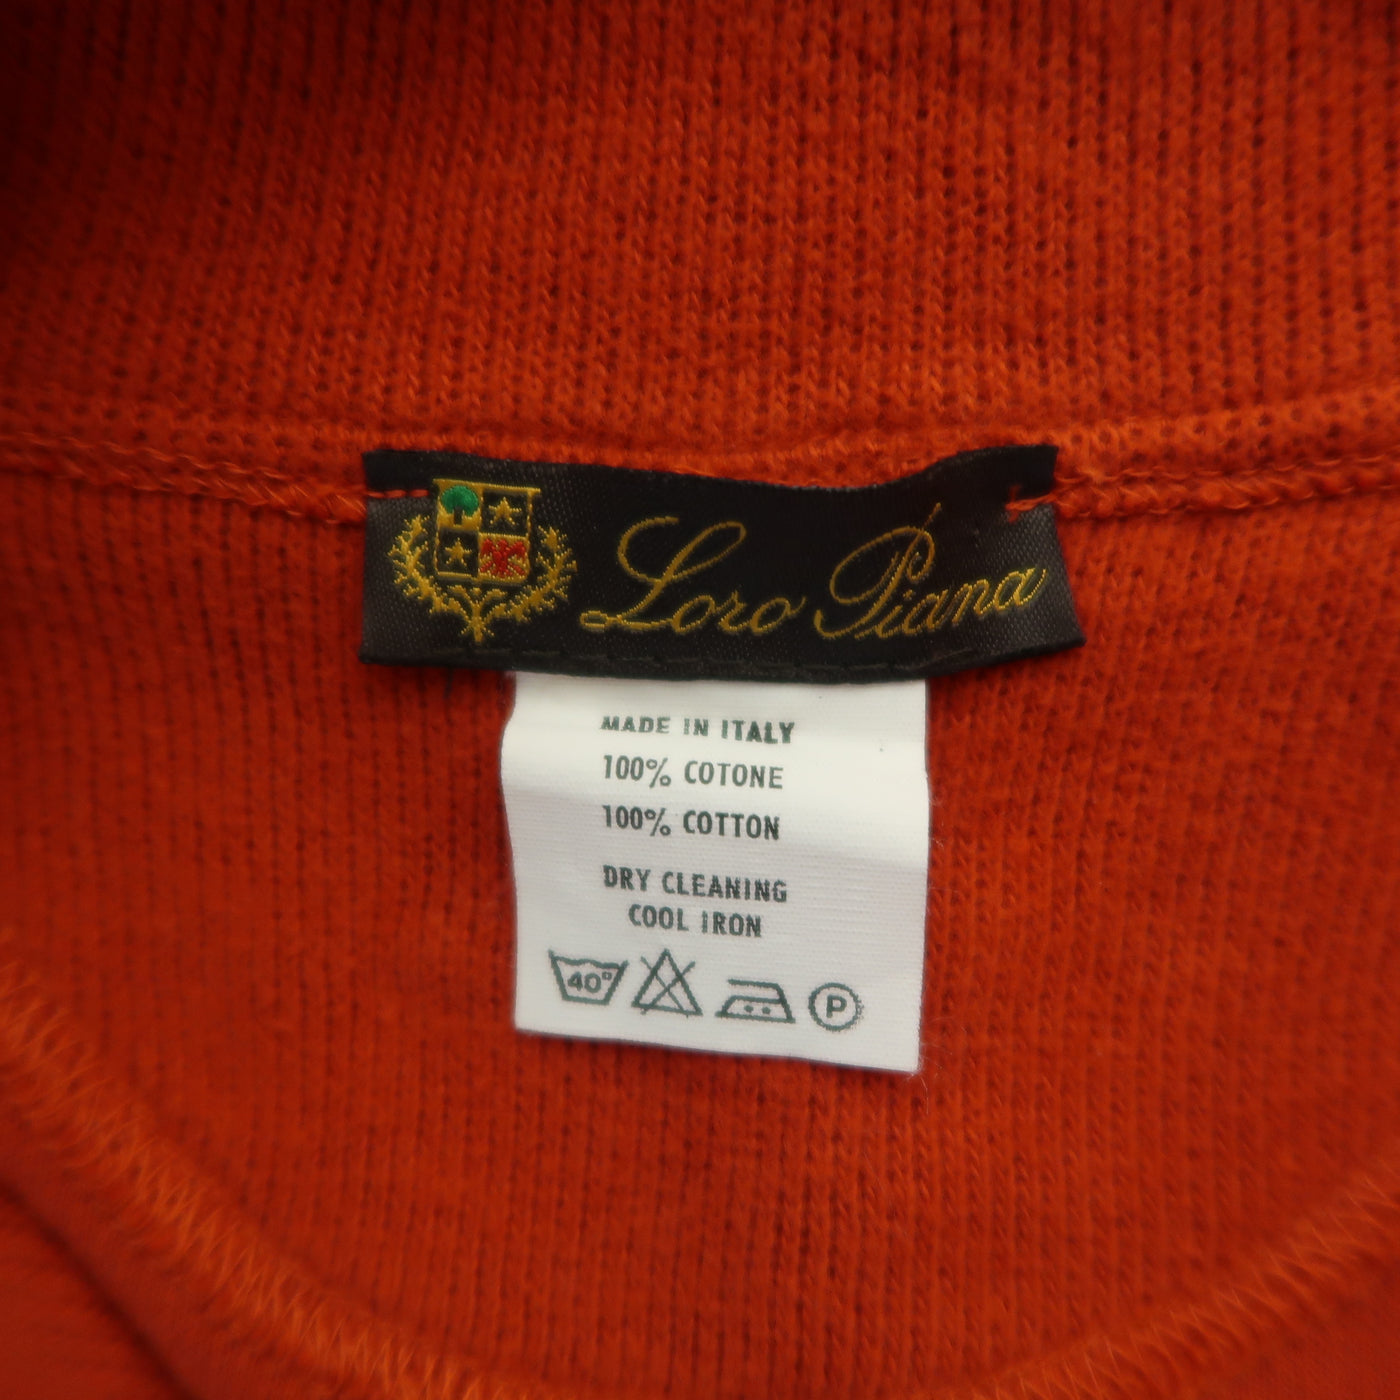 Loro Piana
MADE IN ITALY
100% COTONE
100% COTTON
DRY CLEANING
COOL IRON
40° P